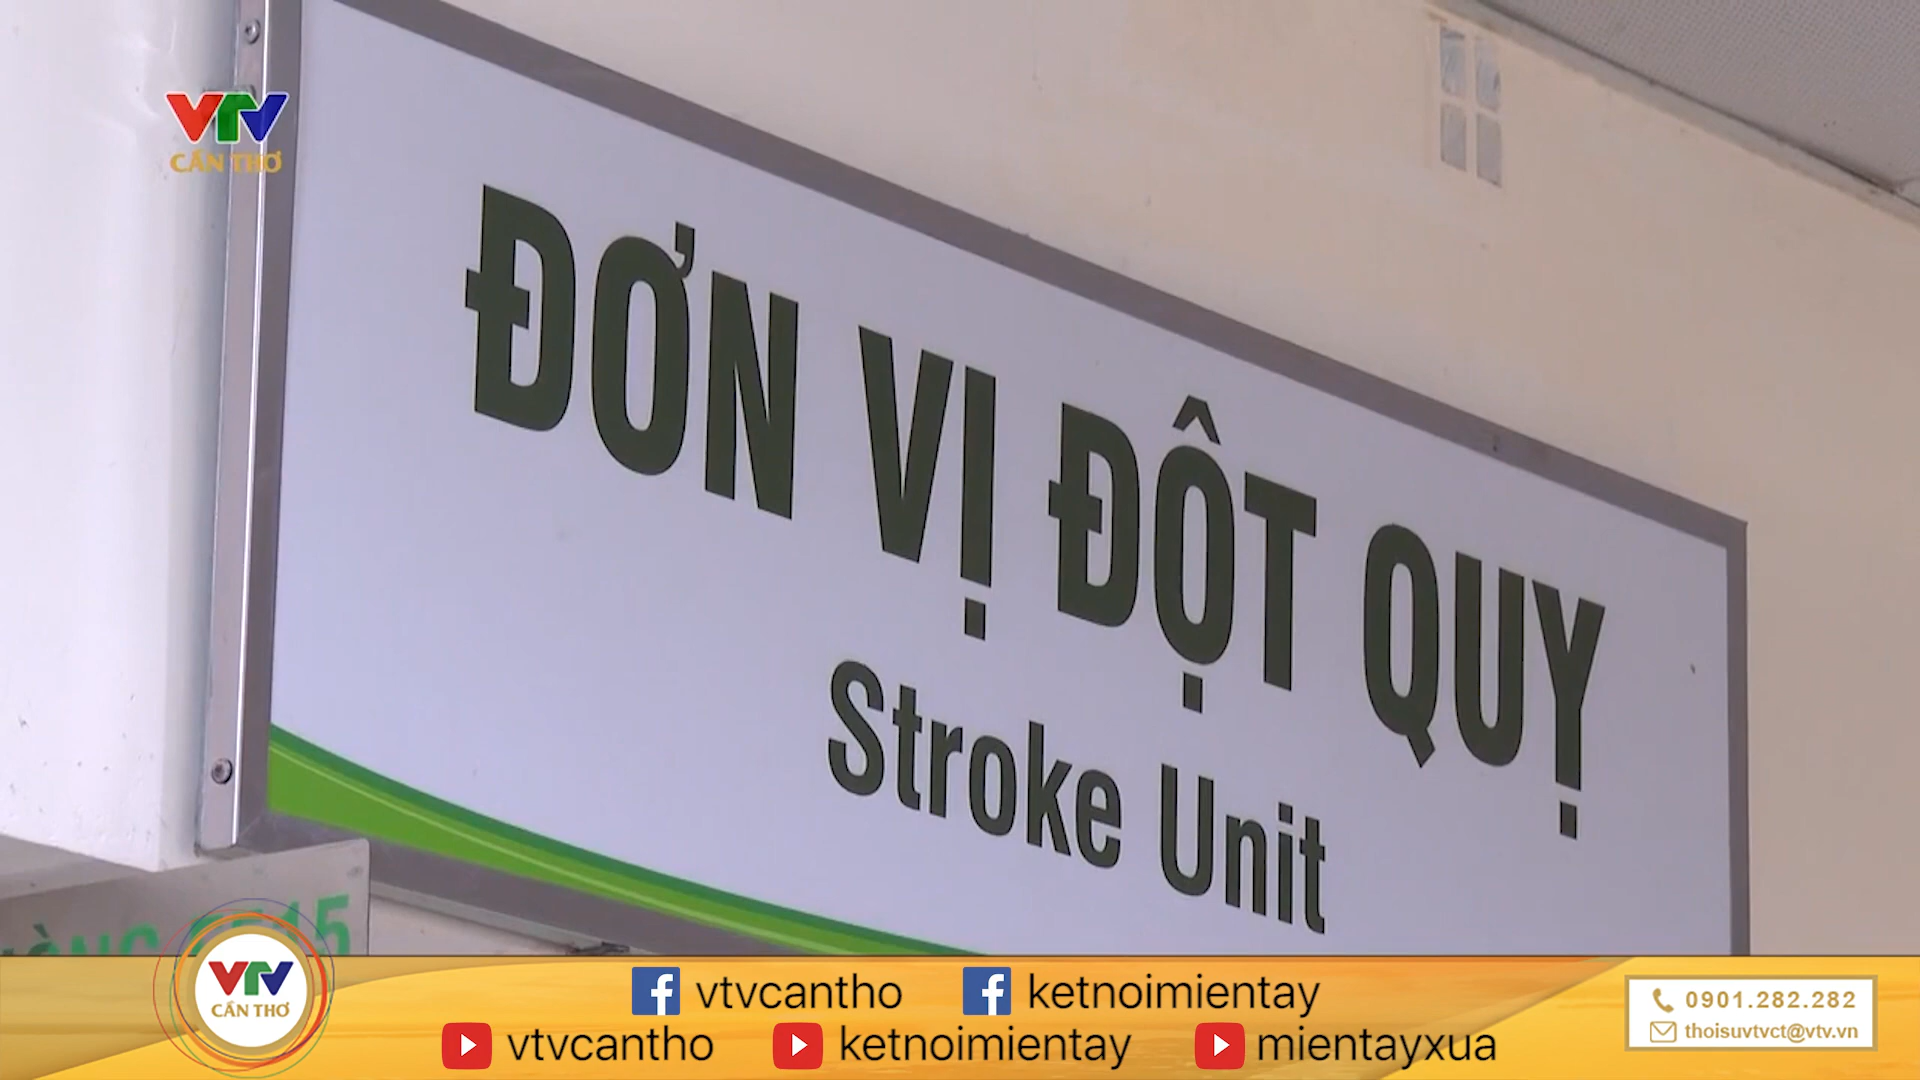 VTV
CẦN THƠ
ĐƠN VỊ ĐỘT QUỴ
Stroke Unit
VTV
CẦN THƠ
vtvcantho ketnoimientay
vtvcantho ketnoimientay mientayxua
0901.282.282
thoisuvtvct@vtv.vn